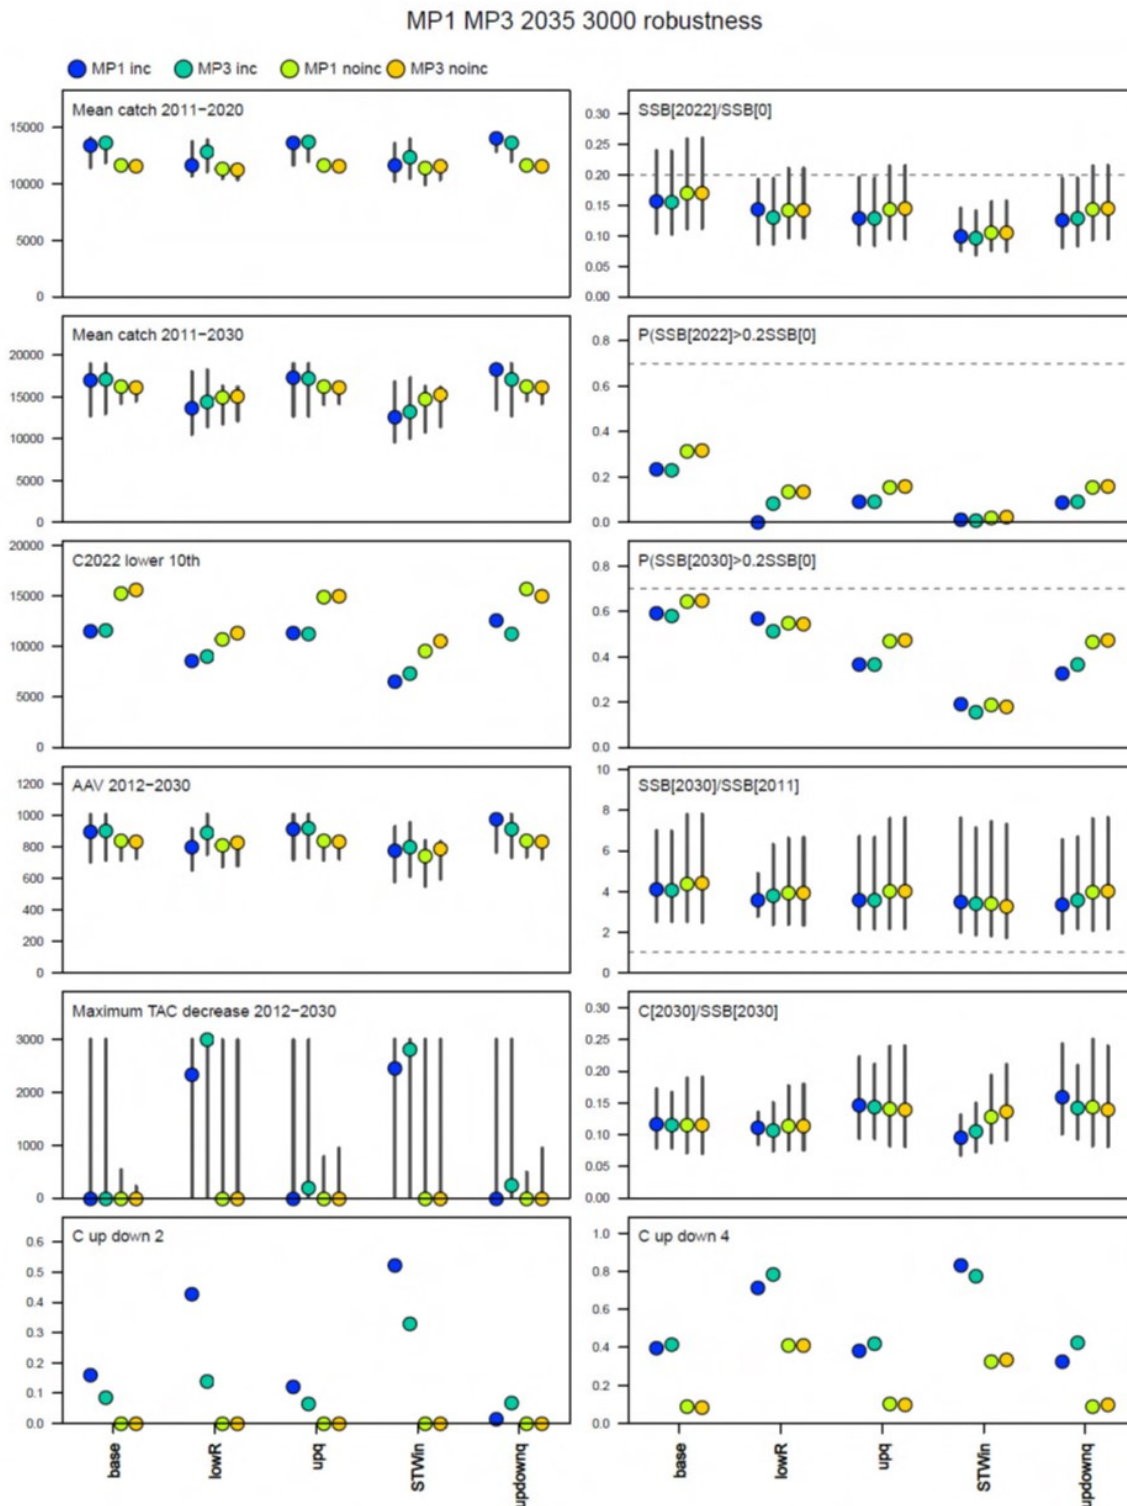 MP1 MP3 2035 3000 robustness
MP1 inc MP3 inc MP1 noinc MP3 noinc
Mean catch 2011−2020
15000
10000
5000
0
SSB[2022]/SSB[0]
0.30
0.25
0.20
0.15
0.10
0.05
0.00
Mean catch 2011−2030
20000
15000
10000
5000
0
P(SSB[2022]>0.2SSB[0]
0.8
0.6
0.4
0.2
0.0
C2022 lower 10th
20000
15000
10000
5000
0
P(SSB[2030]>0.2SSB[0]
0.8
0.6
0.4
0.2
0.0
AAV 2012−2030
1200
1000
800
600
400
200
0
SSB[2030]/SSB[2011]
10
8
6
4
2
0
Maximum TAC decrease 2012−2030
3000
2000
1000
0
C[2030]/SSB[2030]
0.30
0.25
0.20
0.15
0.10
0.05
0.00
C up down 2
0.6
0.5
0.4
0.3
0.2
0.1
0.0
base
lowR
upq
STWin
updownq
C up down 4
1.0
0.8
0.6
0.4
0.2
0.0
base
lowR
upq
STWin
updownq